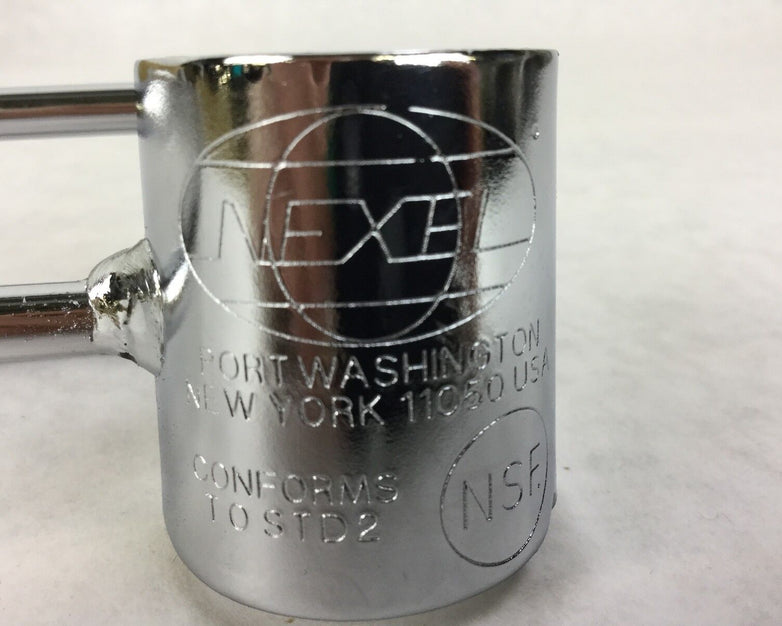 NEXEL
PORT WASHINGTON
NEW YORK 11050 USA
CONFORMS
TO STD2
NSF.